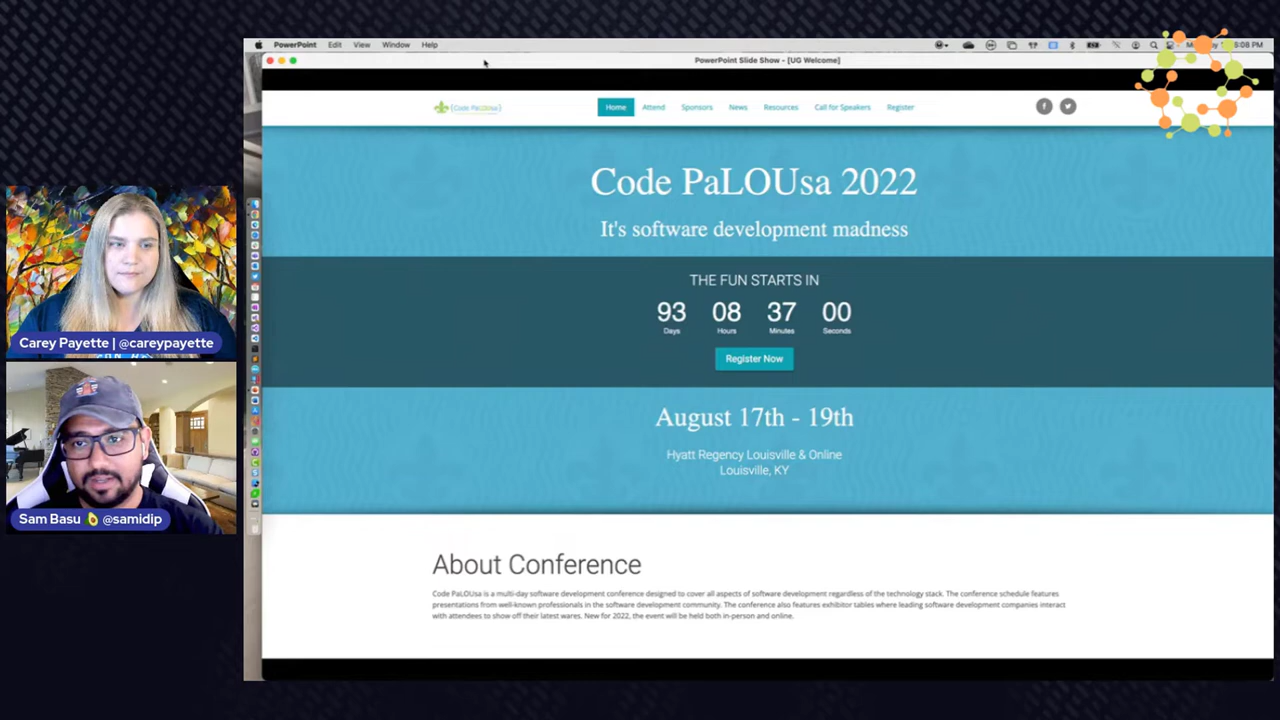 PowerPoint Edit View Window Help
PowerPoint Slide Show - [UG Welcome]
{Code PaLOUsa}
Home Attend Sponsors News Resources Call for Speakers Register
Code PaLOUsa 2022
It's software development madness
THE FUN STARTS IN
93 08 37 00
Days Hours Minutes Seconds
Register Now
August 17th - 19th
Hyatt Regency Louisville & Online
Louisville, KY
About Conference
Code PaLOUsa is a multi-day software development conference designed to cover all aspects of software development regardless of the technology stack. The conference schedule features
presentations from well-known professionals in the software development community. The conference also features exhibitor tables where leading software development companies interact
with attendees to show off their latest wares. New for 2022, the event will be held both in-person and online.
Carey Payette | @careypayette
Sam Basu 🥑 @samidip